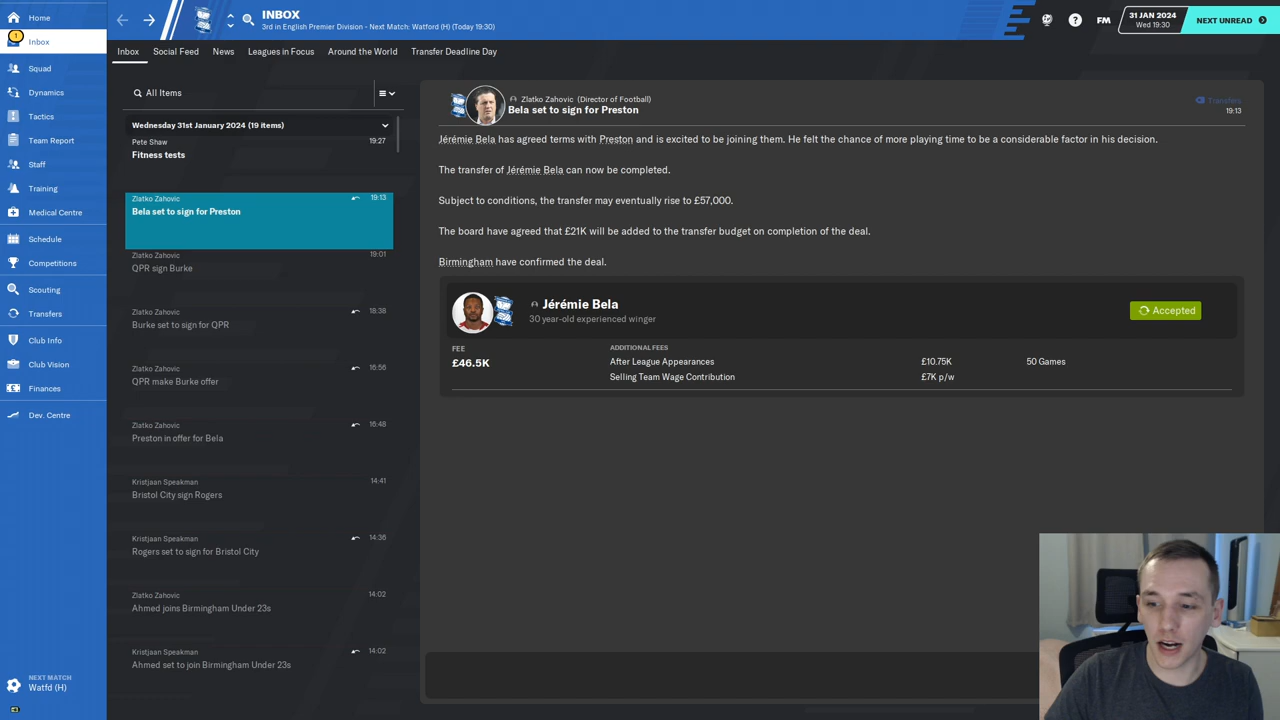 Home
1
Inbox
Squad
Dynamics
Tactics
Team Report
Staff
Training
Medical Centre
Schedule
Competitions
Scouting
Transfers
Club Info
Club Vision
Finances
Dev. Centre
NEXT MATCH
Watfd (H)
INBOX
3rd in English Premier Division - Next Match: Watford (H) (Today 19:30)
?
FM
31 JAN 2024
Wed 19:30
NEXT UNREAD
Inbox Social Feed News Leagues in Focus Around the World Transfer Deadline Day
All Items
Wednesday 31st January 2024 (19 items)
Pete Shaw 19:27
Fitness tests
Zlatko Zahovic 19:13
Bela set to sign for Preston
Zlatko Zahovic 19:01
QPR sign Burke
Zlatko Zahovic 18:38
Burke set to sign for QPR
Zlatko Zahovic 16:56
QPR make Burke offer
Zlatko Zahovic 16:48
Preston in offer for Bela
Kristjaan Speakman 14:41
Bristol City sign Rogers
Kristjaan Speakman 14:36
Rogers set to sign for Bristol City
Zlatko Zahovic 14:02
Ahmed joins Birmingham Under 23s
Kristjaan Speakman 14:02
Ahmed set to join Birmingham Under 23s
Zlatko Zahovic (Director of Football)
Bela set to sign for Preston
Transfers
19:13
Jérémie Bela has agreed terms with Preston and is excited to be joining them. He felt the chance of more playing time to be a considerable factor in his decision.
The transfer of Jérémie Bela can now be completed.
Subject to conditions, the transfer may eventually rise to £57,000.
The board have agreed that £21K will be added to the transfer budget on completion of the deal.
Birmingham have confirmed the deal.
Jérémie Bela
30 year-old experienced winger
Accepted
FEE
£46.5K
ADDITIONAL FEES
After League Appearances £10.75K 50 Games
Selling Team Wage Contribution £7K p/w